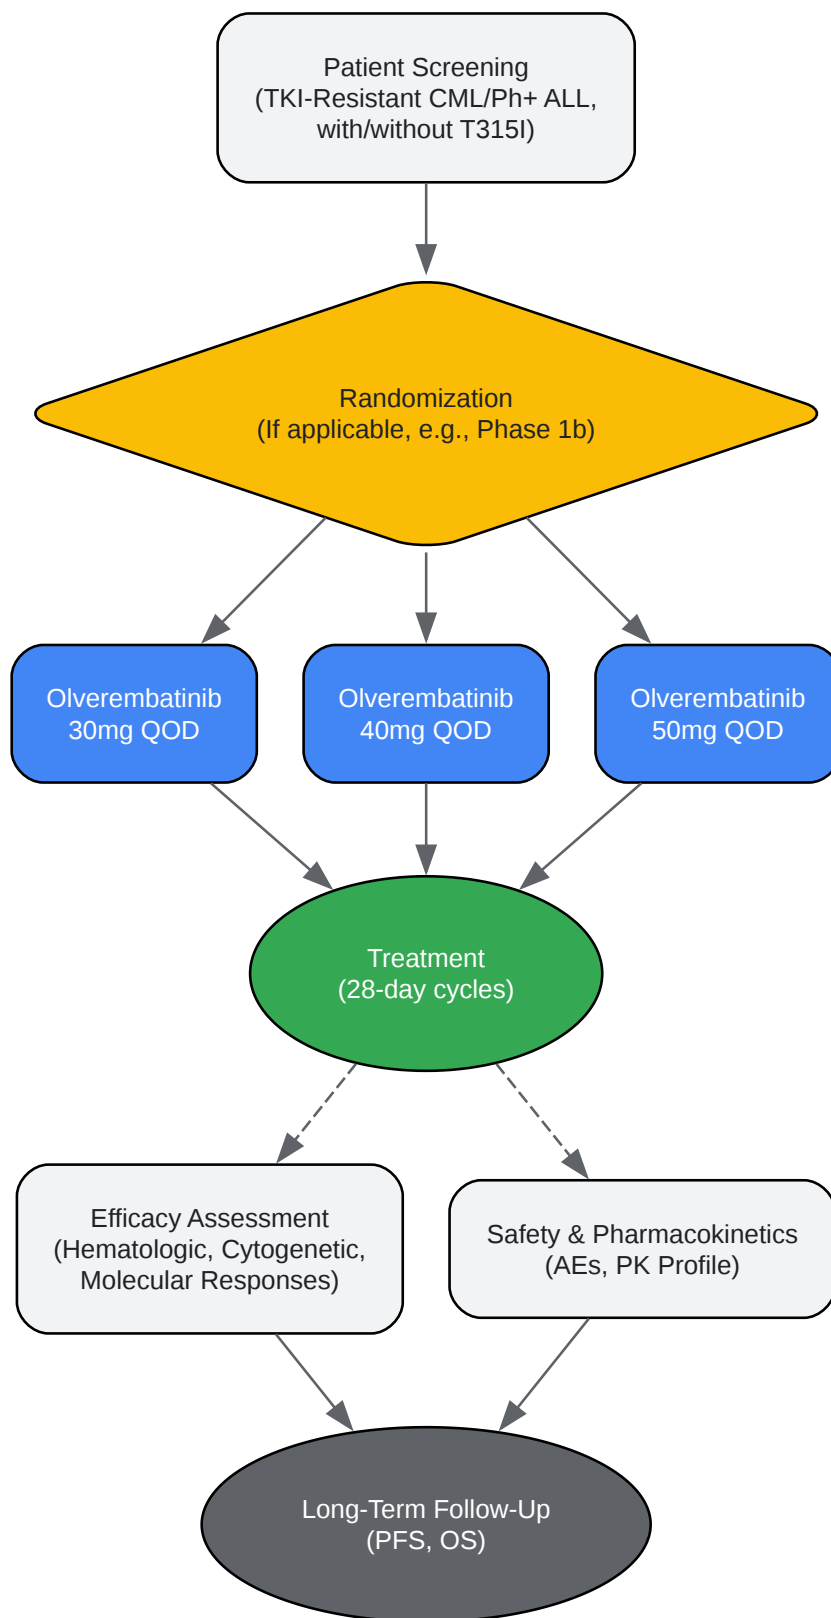 Patient Screening
(TKI-Resistant CML/Ph+ ALL,
with/without T315I)
Randomization
(If applicable, e.g., Phase 1b)
Olverembatinib
30mg QOD
Olverembatinib
40mg QOD
Olverembatinib
50mg QOD
Treatment
(28-day cycles)
Efficacy Assessment
(Hematologic, Cytogenetic,
Molecular Responses)
Safety & Pharmacokinetics
(AEs, PK Profile)
Long-Term Follow-Up
(PFS, OS)